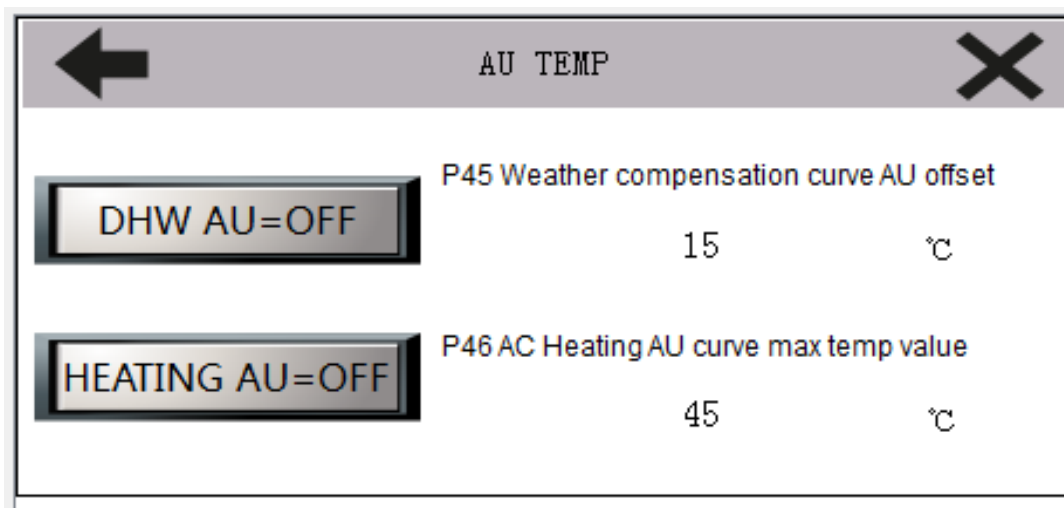 AU TEMP
DHW AU=OFF
P45 Weather compensation curve AU offset
15 ℃
HEATING AU=OFF
P46 AC Heating AU curve max temp value
45 ℃